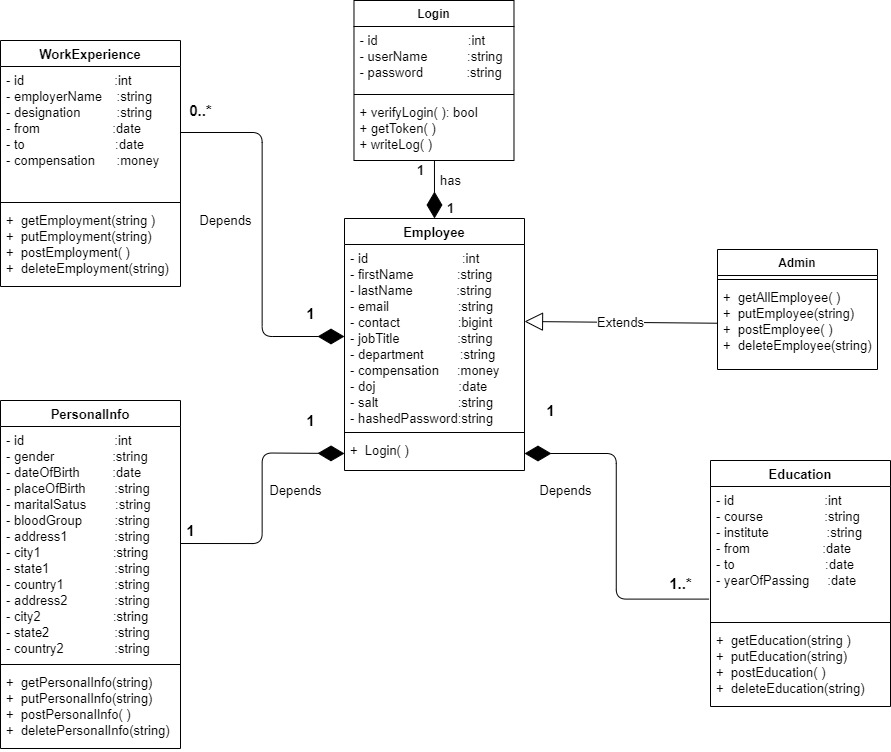 Login
- id :int
- userName :string
- password :string
+ verifyLogin( ): bool
+ getToken( )
+ writeLog( )
WorkExperience
- id :int
- employerName :string
- designation :string
- from :date
- to :date
- compensation :money
+ getEmployment(string )
+ putEmployment(string)
+ postEmployment( )
+ deleteEmployment(string)
0..*
Depends
1
1
has
1
Employee
- id :int
- firstName :string
- lastName :string
- email :string
- contact :bigint
- jobTitle :string
- department :string
- compensation :money
- doj :date
- salt :string
- hashedPassword:string
+ Login( )
Extends
Admin
+ getAllEmployee( )
+ putEmployee(string)
+ postEmployee( )
+ deleteEmployee(string)
PersonalInfo
- id :int
- gender :string
- dateOfBirth :date
- placeOfBirth :string
- maritalSatus :string
- bloodGroup :string
- address1 :string
- city1 :string
- state1 :string
- country1 :string
- address2 :string
- city2 :string
- state2 :string
- country2 :string
+ getPersonalInfo(string)
+ putPersonalInfo(string)
+ postPersonalInfo( )
+ deletePersonalInfo(string)
1
Depends
1
1
Depends
1..*
Education
- id :int
- course :string
- institute :string
- from :date
- to :date
- yearOfPassing :date
+ getEducation(string )
+ putEducation(string)
+ postEducation( )
+ deleteEducation(string)